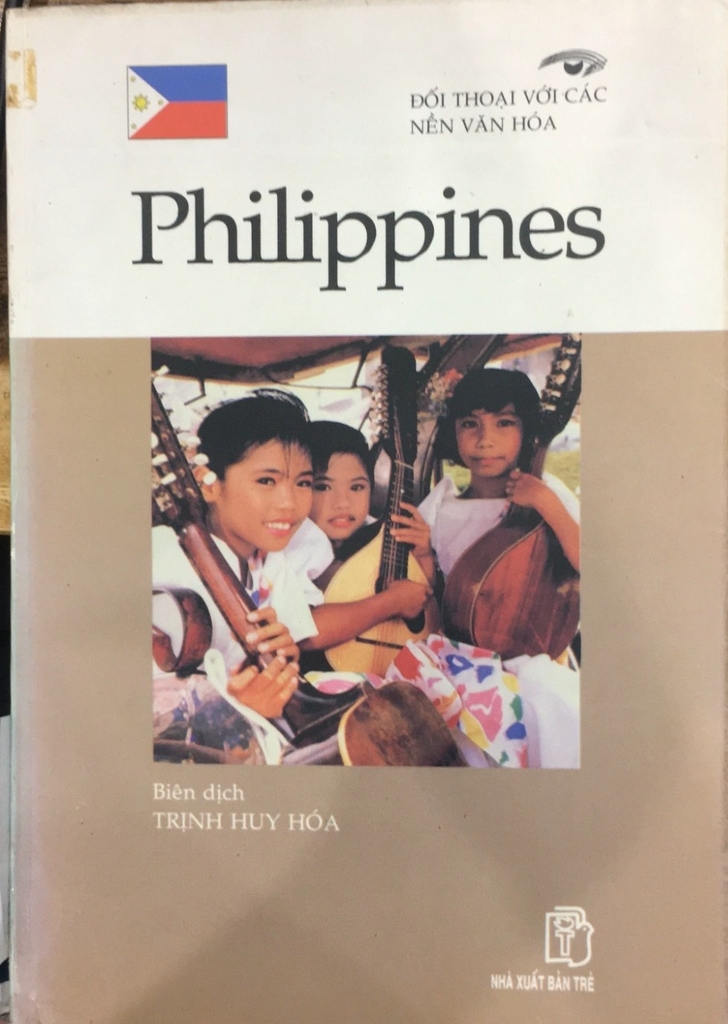 ĐỐI THOẠI VỚI CÁC
NỀN VĂN HÓA
Philippines
Biên dịch
TRỊNH HUY HÓA
NHÀ XUẤT BẢN TRẺ